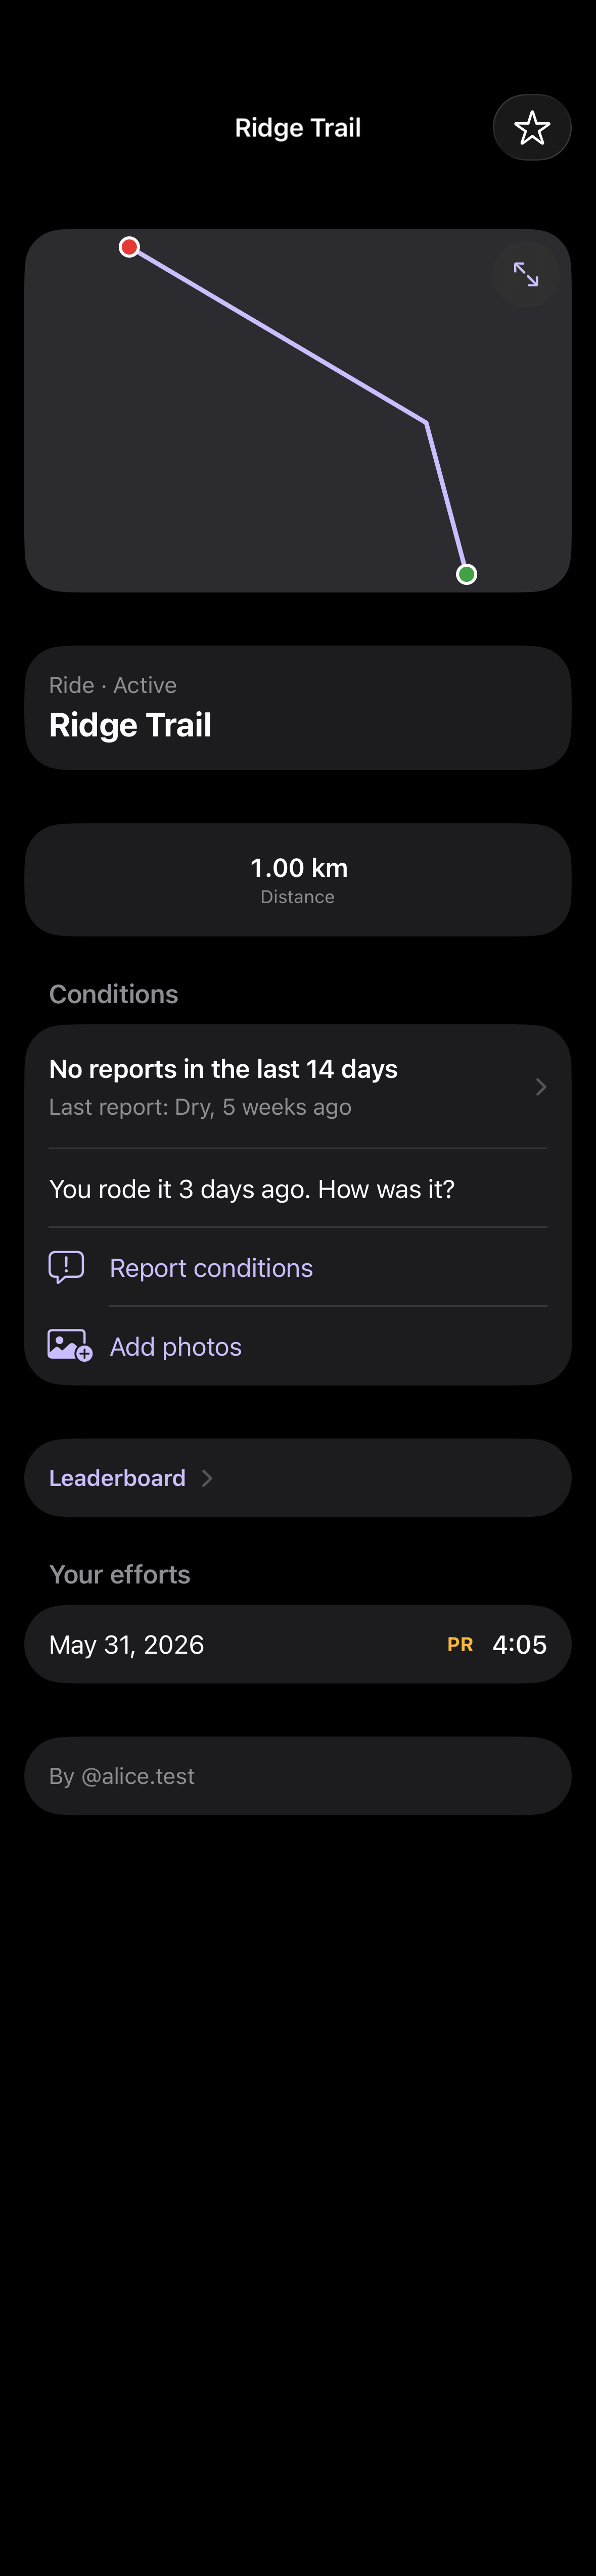 Ridge Trail
Ride · Active
Ridge Trail
1.00 km
Distance
Conditions
No reports in the last 14 days
Last report: Dry, 5 weeks ago
You rode it 3 days ago. How was it?
Report conditions
Add photos
Leaderboard
Your efforts
May 31, 2026 PR 4:05
By @alice.test